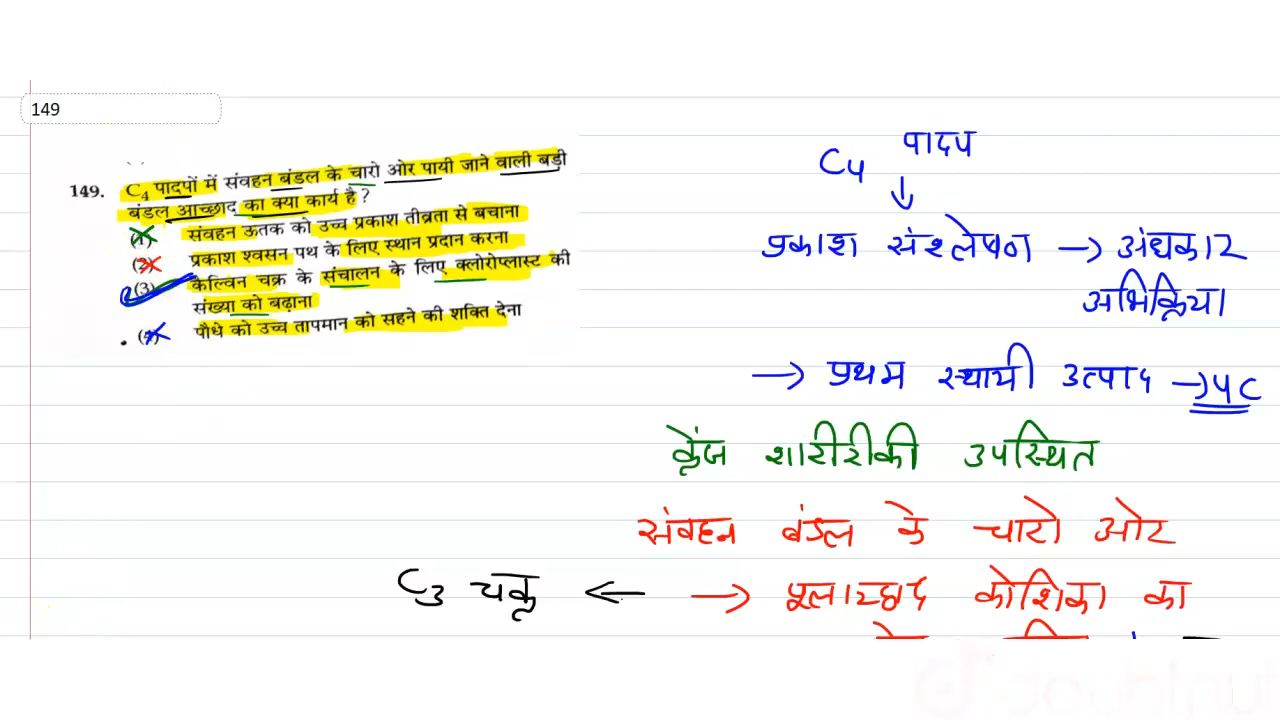 149
149. C4 पादपों में संवहन बंडल के चारो ओर पायी जाने वाली बड़ी
बंडल आच्छाद का क्या कार्य है?
(1) संवहन ऊतक को उच्च प्रकाश तीव्रता से बचाना
(2) प्रकाश श्वसन पथ के लिए स्थान प्रदान करना
(3) केल्विन चक्र के संचालन के लिए क्लोरोप्लास्ट की
संख्या को बढ़ाना
(4) पौधे को उच्च तापमान को सहने की शक्ति देना
C4 पादप
↓
प्रकाश संश्लेषण → अंधकार
अभिक्रिया
→ प्रथम स्थायी उत्पाद → 4C
क्रेंज शारीरीकी उपस्थित
संवहन बंडल के चारो ओर
C3 चक्र ← → कोशिका का
doubtnut